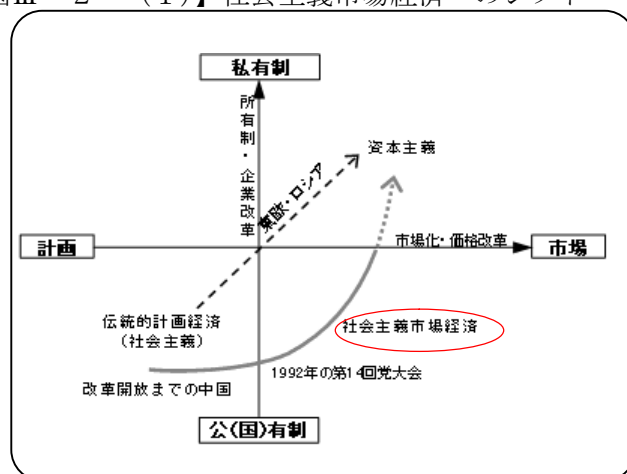 ２ （１）】社会主義市場経済
私有制
所有制・企業改革
資本主義
東欧・ロシア
計画
市場化・価格改革
市場
伝統的計画経済
（社会主義）
社会主義市場経済
1992年の第14回党大会
改革開放までの中国
公(国)有制